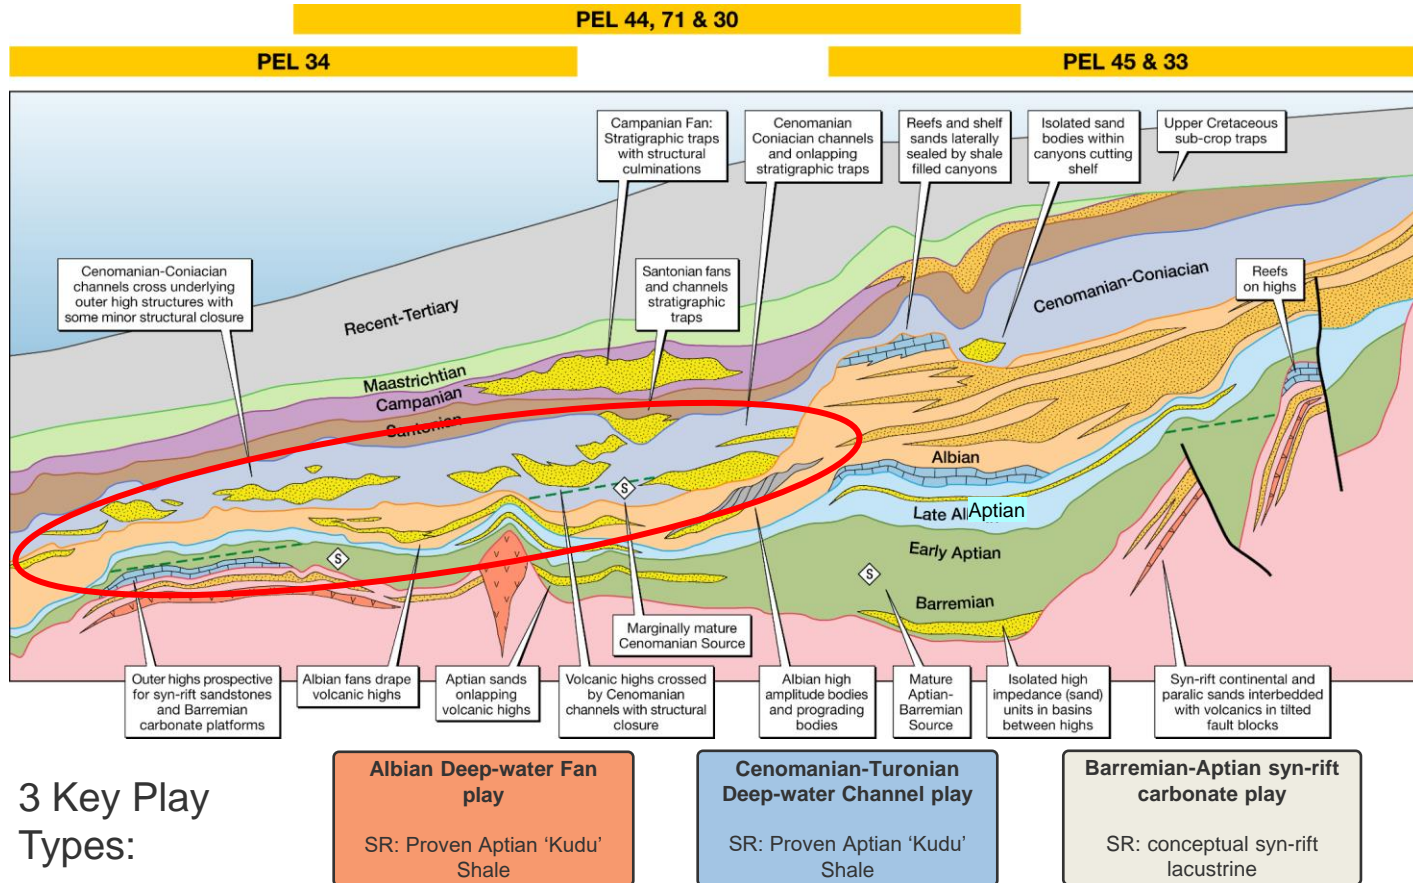 PEL 44, 71 & 30
PEL 34
PEL 45 & 33
Campanian Fan:
Stratigraphic traps
with structural
culminations
Cenomanian
Coniacian channels
and onlapping
stratigraphic traps
Reefs and shelf
sands laterally
sealed by shale
filled canyons
Isolated sand
bodies within
canyons cutting
shelf
Upper Cretaceous
sub-crop traps
Cenomanian-Coniacian
channels cross underlying
outer high structures with
some minor structural closure
Santonian fans
and channels
stratigraphic
traps
Reefs
on highs
Recent-Tertiary
Cenomanian-Coniacian
Maastrichtian
Campanian
Santonian
Albian
Late Aptian
Early Aptian
Barremian
S
S
S
Marginally mature
Cenomanian Source
Outer highs prospective
for syn-rift sandstones
and Barremian
carbonate platforms
Albian fans drape
volcanic highs
Aptian sands
onlapping
volcanic highs
Volcanic highs crossed
by Cenomanian
channels with structural
closure
Albian high
amplitude bodies
and prograding
bodies
Mature
Aptian-
Barremian
Source
Isolated high
impedance (sand)
units in basins
between highs
Syn-rift continental and
paralic sands interbedded
with volcanics in tilted
fault blocks
3 Key Play
Types:
Albian Deep-water Fan
play
SR: Proven Aptian ‘Kudu’
Shale
Cenomanian-Turonian
Deep-water Channel play
SR: Proven Aptian ‘Kudu’
Shale
Barremian-Aptian syn-rift
carbonate play
SR: conceptual syn-rift
lacustrine